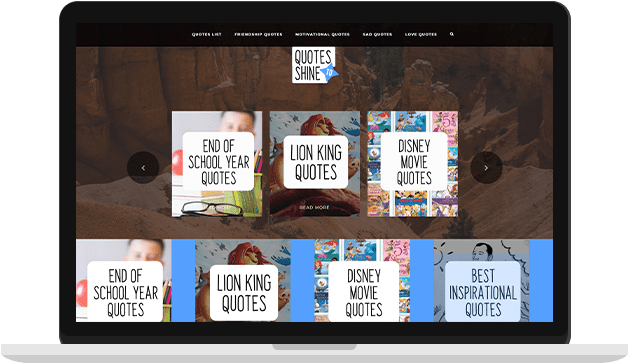 QUOTES LIST FRIENDSHIP QUOTES MOTIVATIONAL QUOTES SAD QUOTES LOVE QUOTES
QUOTES
SHINE
END OF
SCHOOL YEAR
QUOTES
LION KING
QUOTES
READ MORE
DISNEY
MOVIE
QUOTES
END OF
SCHOOL YEAR
QUOTES
LION KING
QUOTES
DISNEY
MOVIE
QUOTES
BEST
INSPIRATIONAL
QUOTES